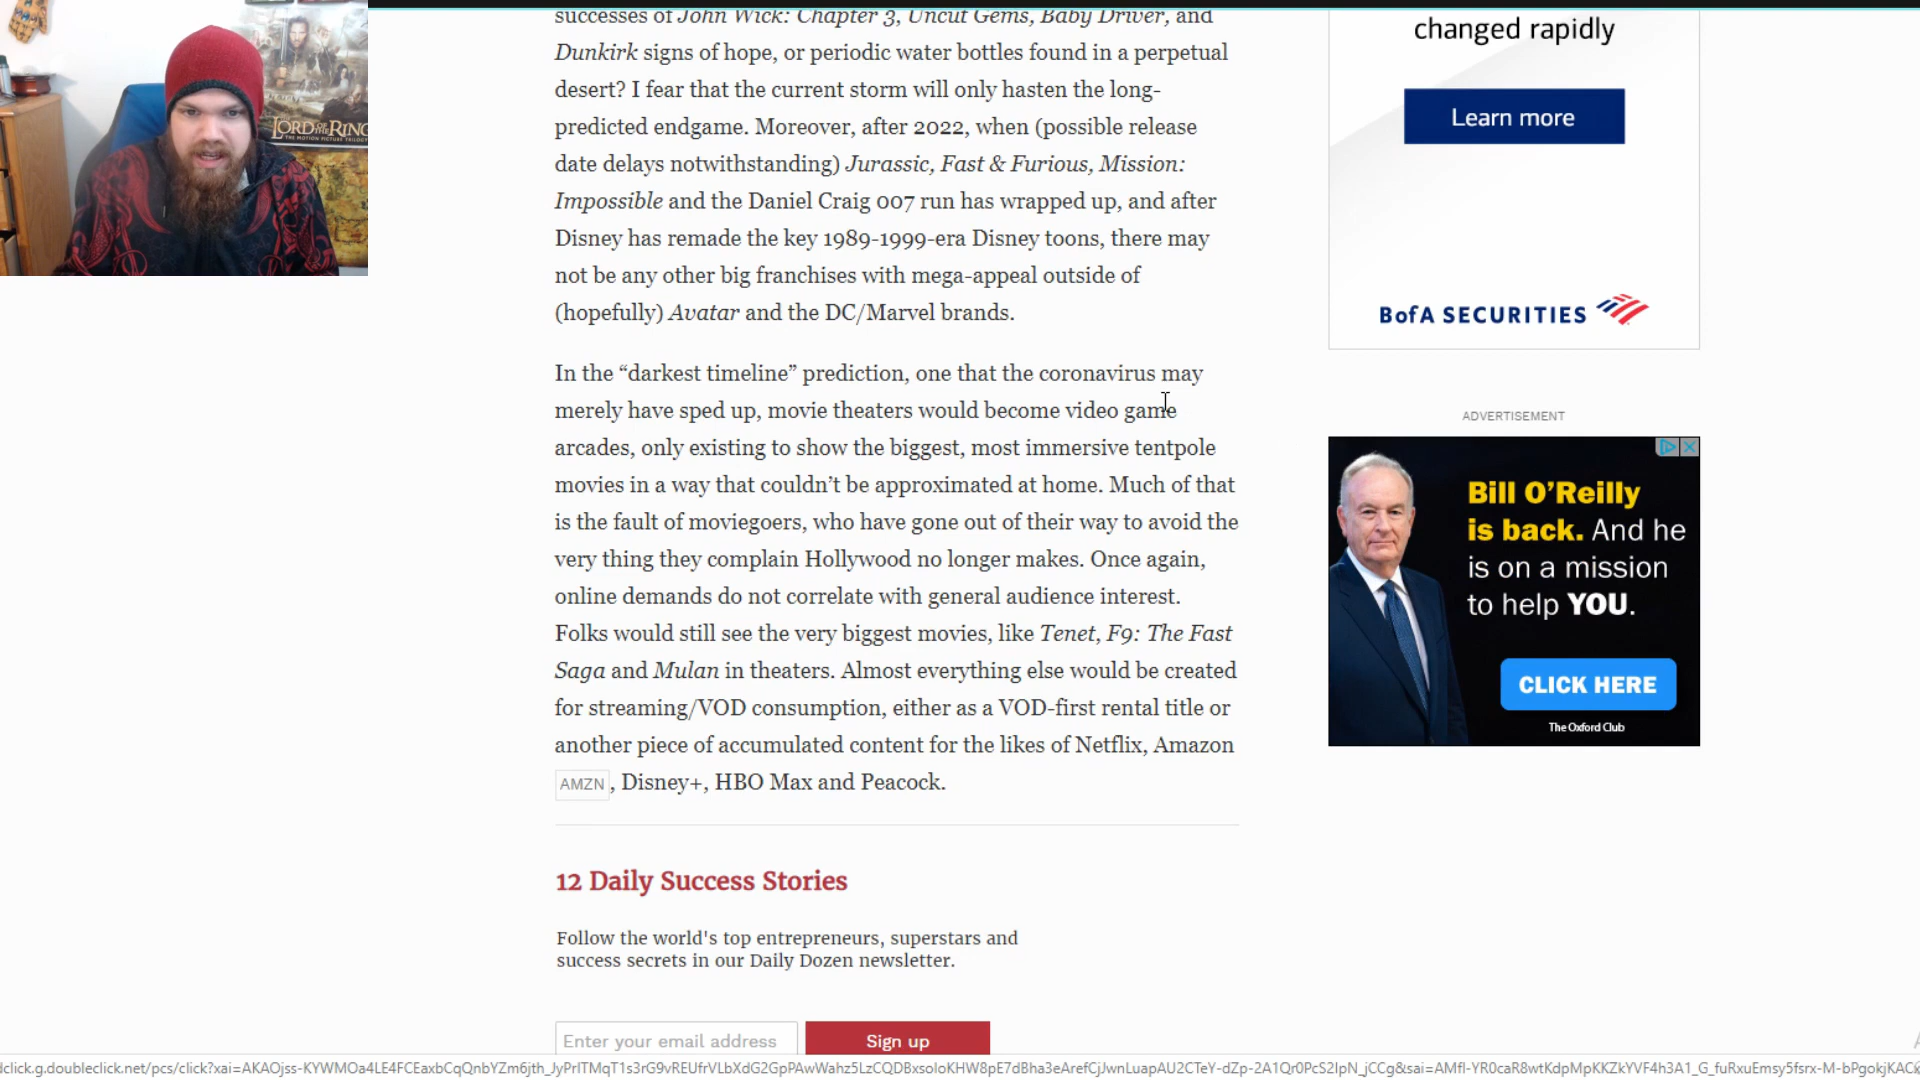 LORD OF THE RING
THE MOTION PICTURE TRILOGY
successes of John Wick: Chapter 3, Uncut Gems, Baby Driver, and
Dunkirk signs of hope, or periodic water bottles found in a perpetual
desert? I fear that the current storm will only hasten the long-
predicted endgame. Moreover, after 2022, when (possible release
date delays notwithstanding) Jurassic, Fast & Furious, Mission:
Impossible and the Daniel Craig 007 run has wrapped up, and after
Disney has remade the key 1989-1999-era Disney toons, there may
not be any other big franchises with mega-appeal outside of
(hopefully) Avatar and the DC/Marvel brands.
In the “darkest timeline” prediction, one that the coronavirus may
merely have sped up, movie theaters would become video game
arcades, only existing to show the biggest, most immersive tentpole
movies in a way that couldn’t be approximated at home. Much of that
is the fault of moviegoers, who have gone out of their way to avoid the
very thing they complain Hollywood no longer makes. Once again,
online demands do not correlate with general audience interest.
Folks would still see the very biggest movies, like Tenet, F9: The Fast
Saga and Mulan in theaters. Almost everything else would be created
for streaming/VOD consumption, either as a VOD-first rental title or
another piece of accumulated content for the likes of Netflix, Amazon
AMZN , Disney+, HBO Max and Peacock.
12 Daily Success Stories
Follow the world's top entrepreneurs, superstars and
success secrets in our Daily Dozen newsletter.
Enter your email address
Sign up
changed rapidly
Learn more
BofA SECURITIES
ADVERTISEMENT
Bill O’Reilly
is back. And he
is on a mission
to help YOU.
CLICK HERE
The Oxford Club